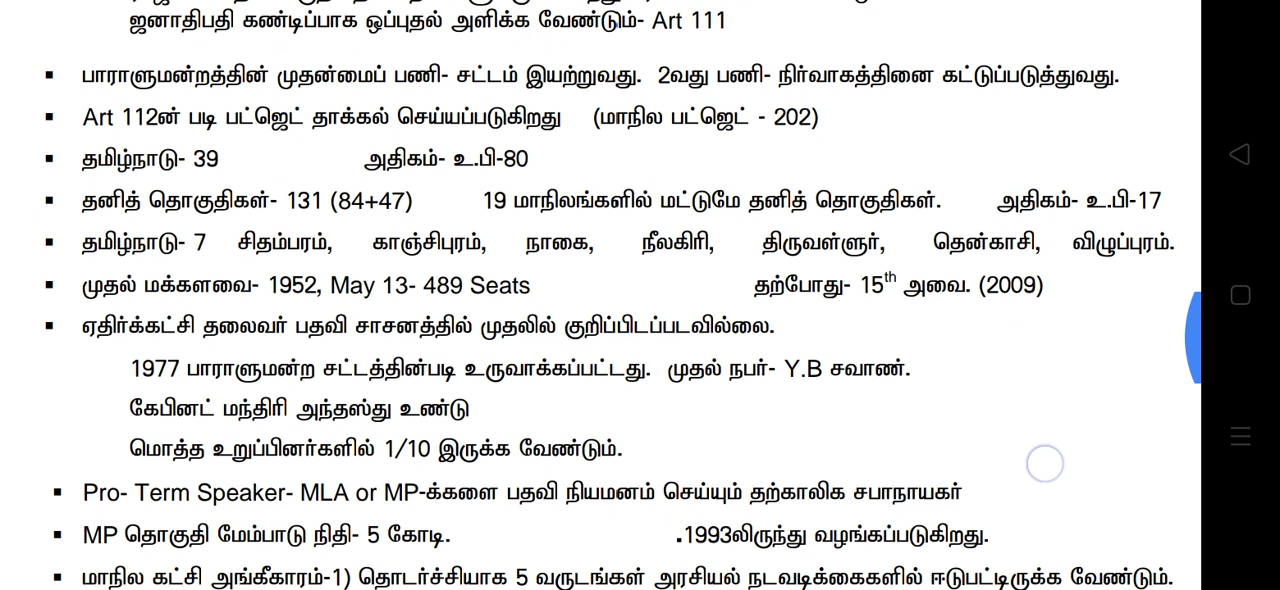 ஜனாதிபதி கண்டிப்பாக ஒப்புதல் அளிக்க வேண்டும்- Art 111
▪ பாராளுமன்றத்தின் முதன்மைப் பணி- சட்டம் இயற்றுவது. 2வது பணி- நிர்வாகத்தினை கட்டுப்படுத்துவது.
▪ Art 112ன் படி பட்ஜெட் தாக்கல் செய்யப்படுகிறது (மாநில பட்ஜெட் - 202)
▪ தமிழ்நாடு- 39 அதிகம்- உ.பி-80
▪ தனித் தொகுதிகள்- 131 (84+47) 19 மாநிலங்களில் மட்டுமே தனித் தொகுதிகள். அதிகம்- உ.பி-17
▪ தமிழ்நாடு- 7 சிதம்பரம், காஞ்சிபுரம், நாகை, நீலகிரி, திருவள்ளுர், தென்காசி, விழுப்புரம்.
▪ முதல் மக்களவை- 1952, May 13- 489 Seats தற்போது- 15th அவை. (2009)
▪ ஏதிர்க்கட்சி தலைவர் பதவி சாசனத்தில் முதலில் குறிப்பிடப்படவில்லை.
1977 பாராளுமன்ற சட்டத்தின்படி உருவாக்கப்பட்டது. முதல் நபர்- Y.B சவாண்.
கேபினட் மந்திரி அந்தஸ்து உண்டு
மொத்த உறுப்பினர்களில் 1/10 இருக்க வேண்டும்.
▪ Pro- Term Speaker- MLA or MP-க்களை பதவி நியமனம் செய்யும் தற்காலிக சபாநாயகர்
▪ MP தொகுதி மேம்பாடு நிதி- 5 கோடி. .1993லிருந்து வழங்கப்படுகிறது.
▪ மாநில கட்சி அங்கீகாரம்-1) தொடர்ச்சியாக 5 வருடங்கள் அரசியல் நடவடிக்கைகளில் ஈடுபட்டிருக்க வேண்டும்.